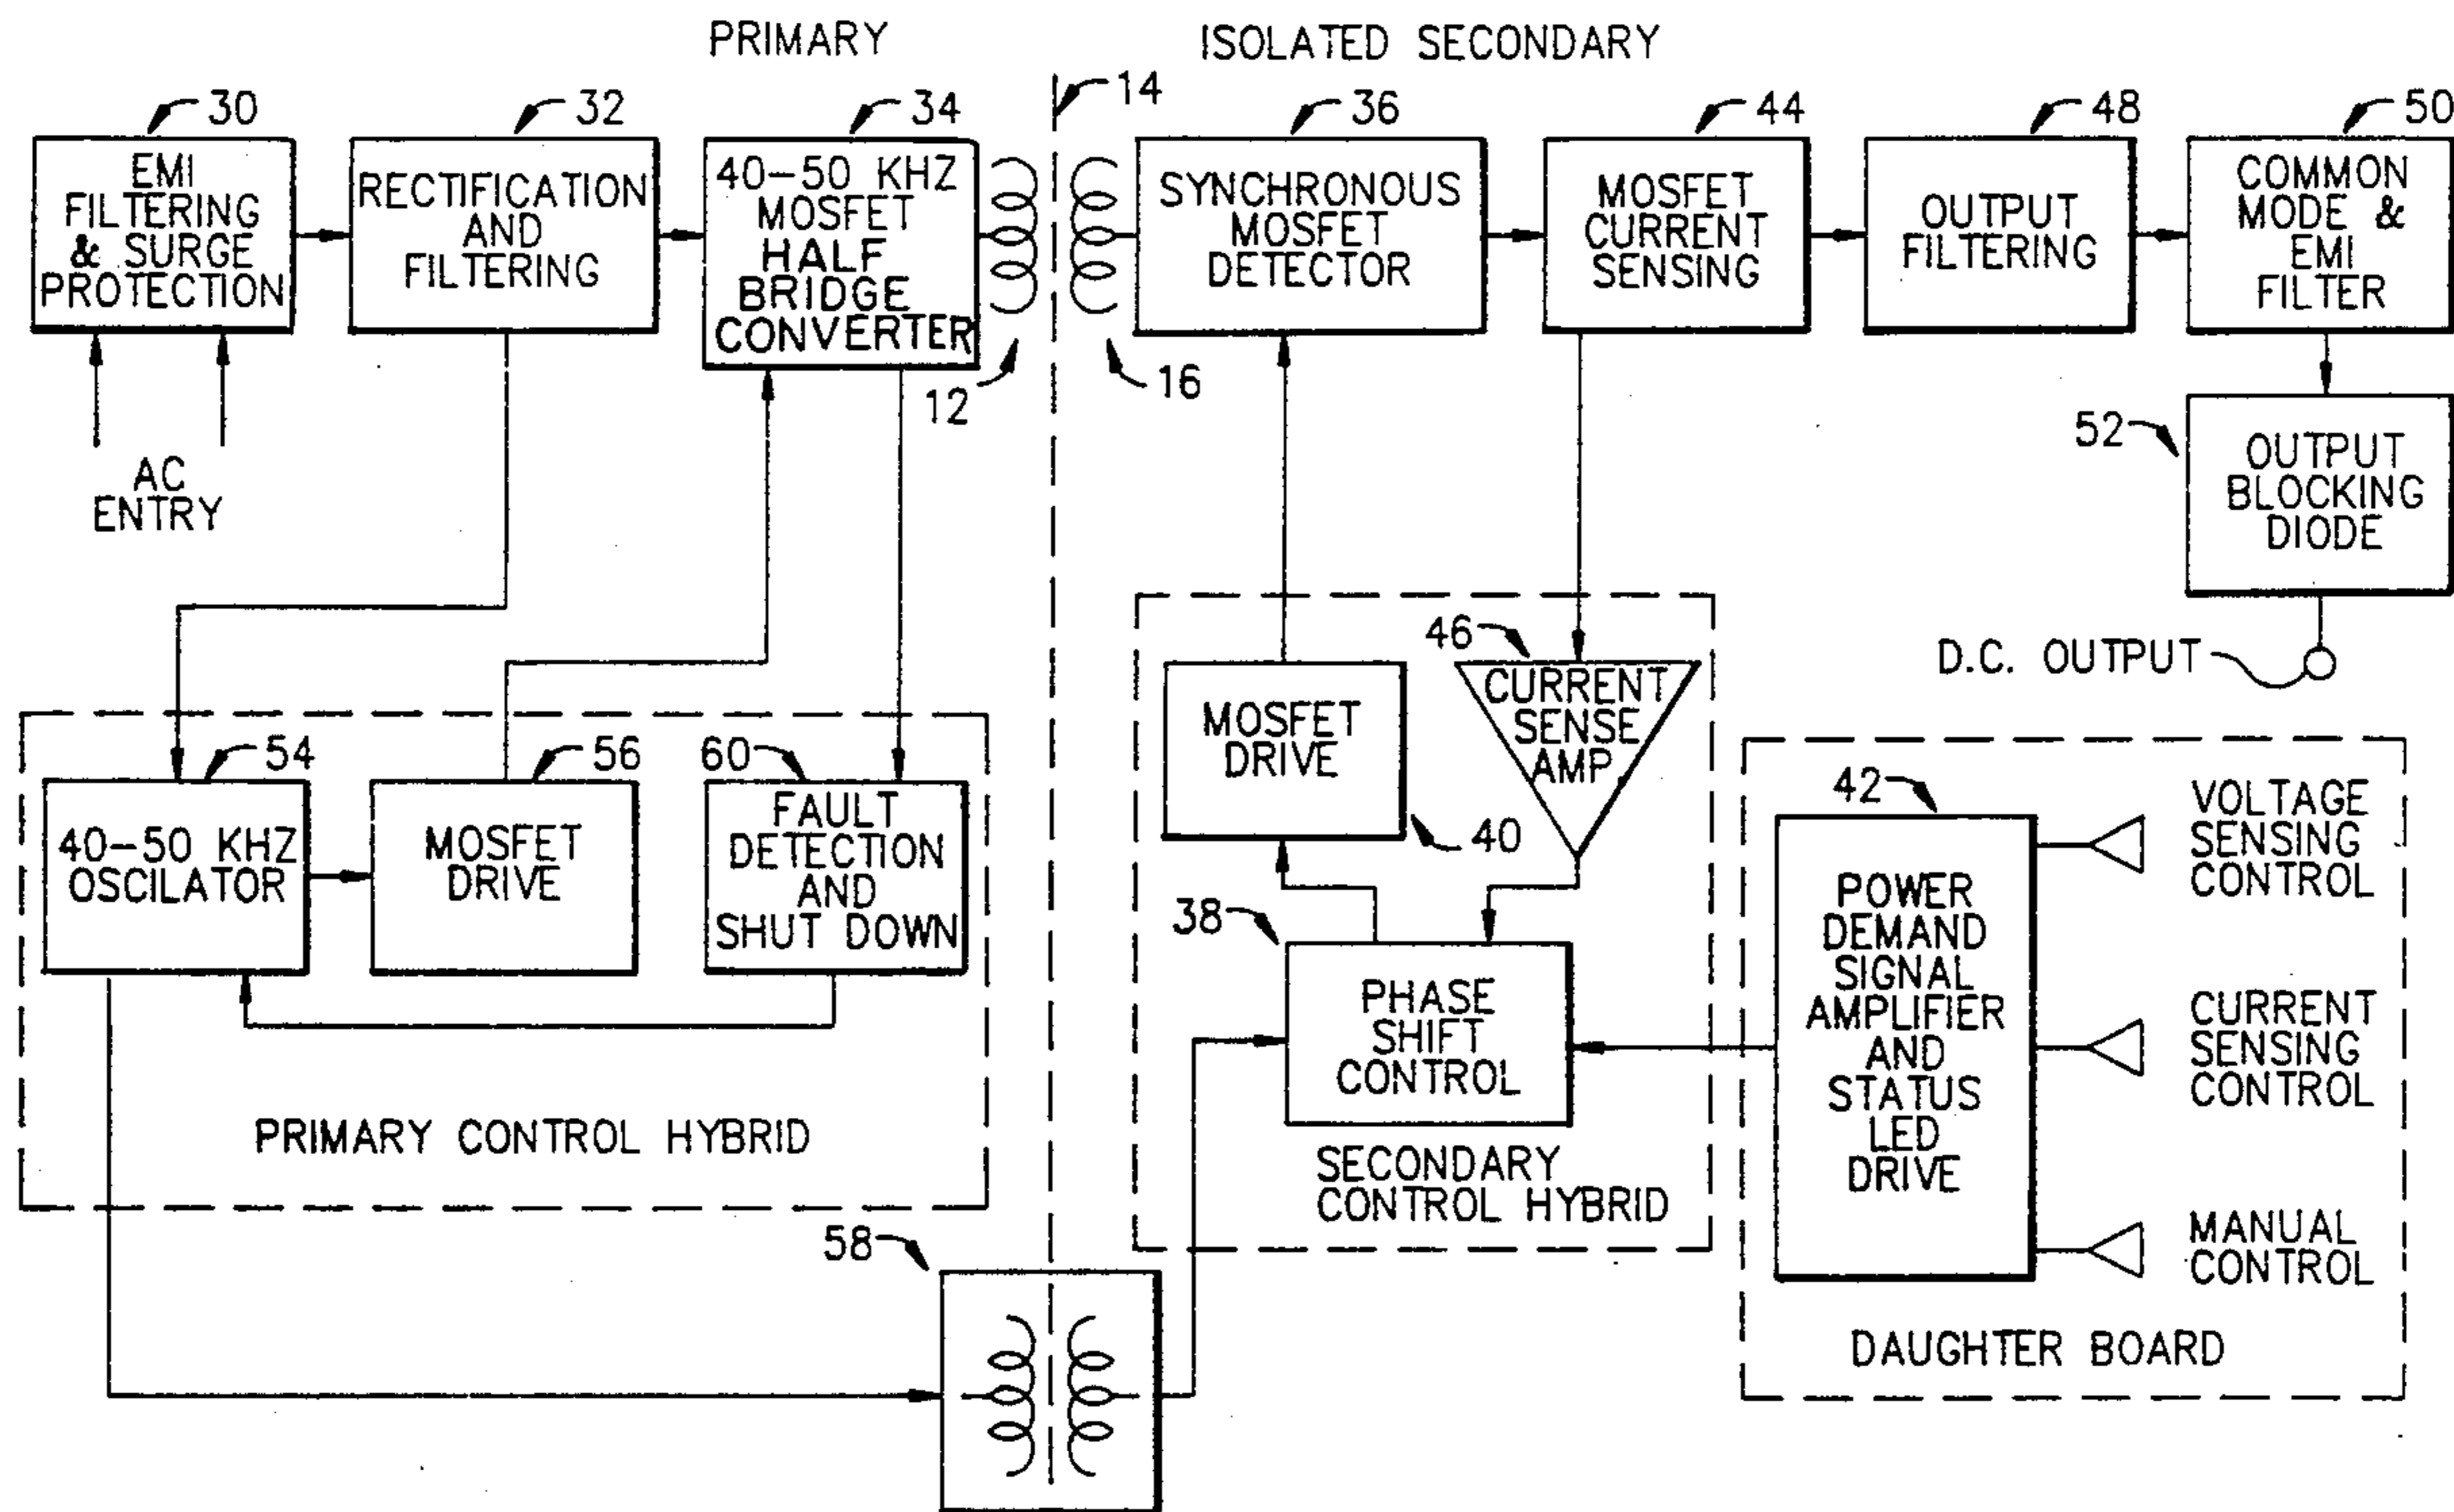 PRIMARY
ISOLATED SECONDARY
30
32
34
14
36
44
48
50
EMI
FILTERING
& SURGE
PROTECTION
RECTIFICATION
AND
FILTERING
40-50 KHZ
MOSFET
HALF
BRIDGE
CONVERTER
SYNCHRONOUS
MOSFET
DETECTOR
MOSFET
CURRENT
SENSING
OUTPUT
FILTERING
COMMON
MODE &
EMI
FILTER
12
16
AC
ENTRY
52
OUTPUT
BLOCKING
DIODE
D.C. OUTPUT
54
56
60
40-50 KHZ
OSCILATOR
MOSFET
DRIVE
FAULT
DETECTION
AND
SHUT DOWN
PRIMARY CONTROL HYBRID
46
MOSFET
DRIVE
CURRENT
SENSE
AMP
40
38
PHASE
SHIFT
CONTROL
SECONDARY
CONTROL HYBRID
42
POWER
DEMAND
SIGNAL
AMPLIFIER
AND
STATUS
LED
DRIVE
VOLTAGE
SENSING
CONTROL
CURRENT
SENSING
CONTROL
MANUAL
CONTROL
DAUGHTER BOARD
58